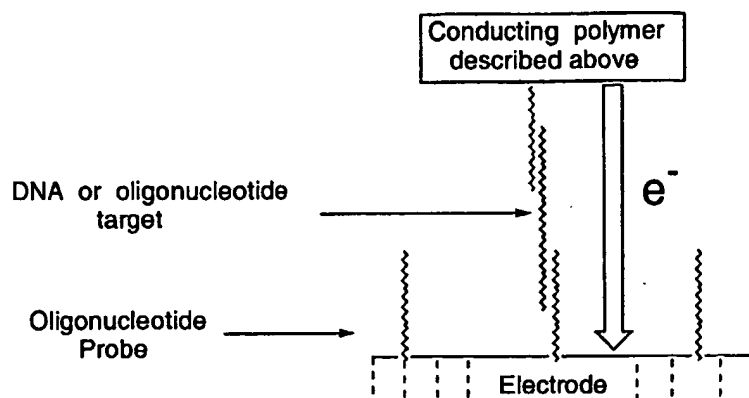 Conducting polymer
described above
DNA or oligonucleotide
target
e-
Oligonucleotide
Probe
Electrode